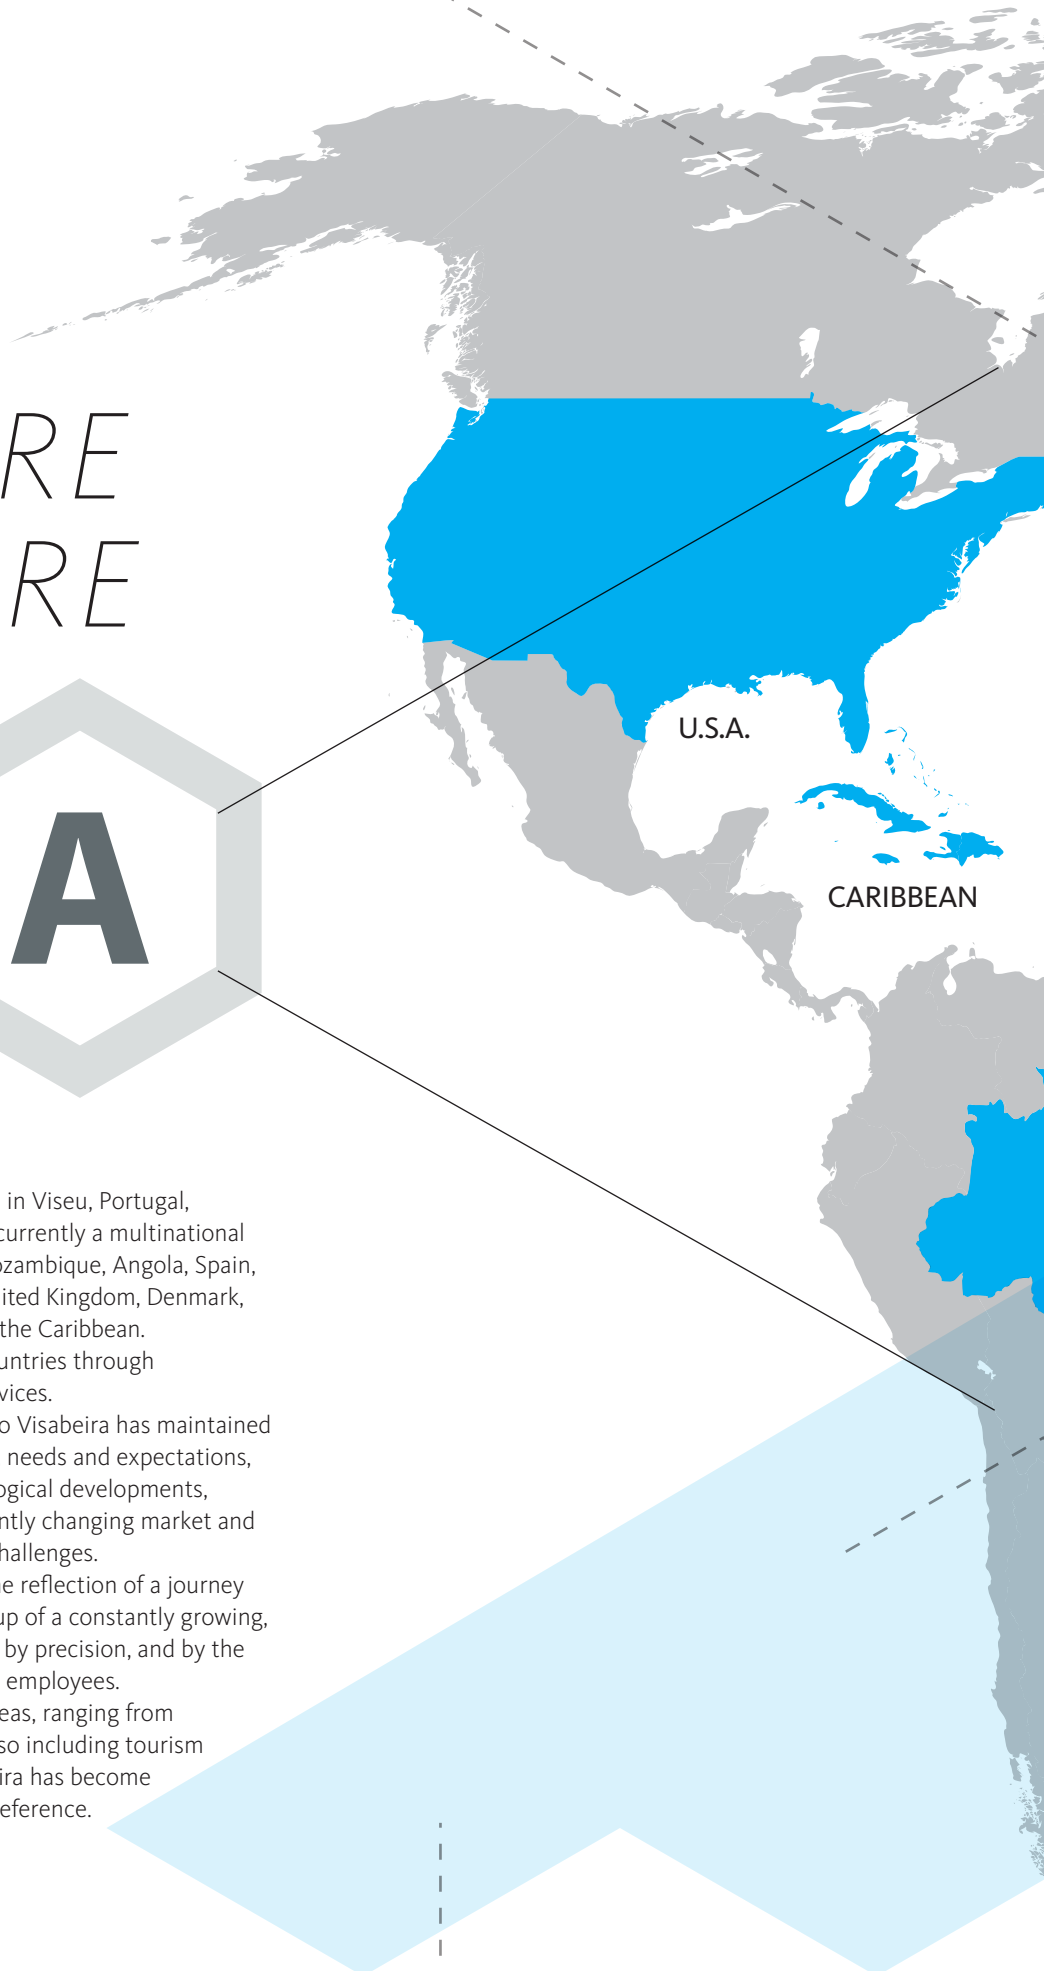 RE
RE
A
U.S.A.
CARIBBEAN
in Viseu, Portugal,
currently a multinational
ozambique, Angola, Spain,
ited Kingdom, Denmark,
the Caribbean.
untries through
vices.
o Visabeira has maintained
needs and expectations,
ogical developments,
ntly changing market and
hallenges.
ne reflection of a journey
up of a constantly growing,
by precision, and by the
employees.
eas, ranging from
so including tourism
ira has become
eference.